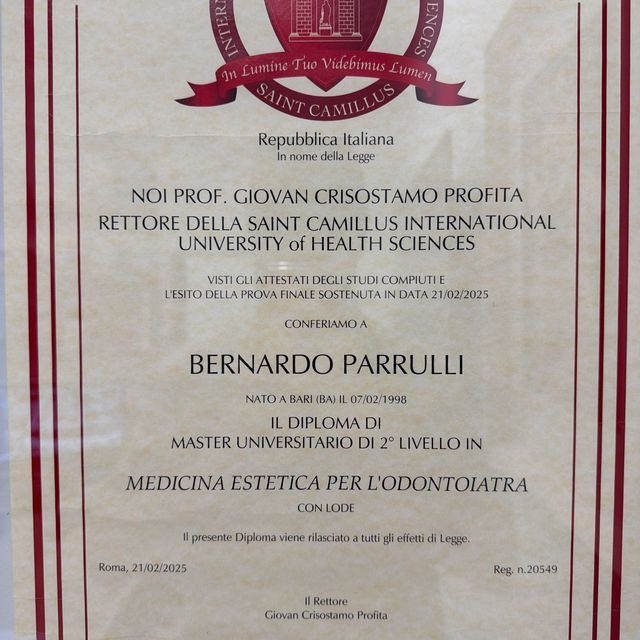 INTERN
ENCES
In Lumine Tuo Videbimus Lumen
SAINT CAMILLUS
Repubblica Italiana
In nome della Legge
NOI PROF. GIOVAN CRISOSTAMO PROFITA
RETTORE DELLA SAINT CAMILLUS INTERNATIONAL
UNIVERSITY of HEALTH SCIENCES
VISTI GLI ATTESTATI DEGLI STUDI COMPIUTI E
L'ESITO DELLA PROVA FINALE SOSTENUTA IN DATA 21/02/2025
CONFERIAMO A
BERNARDO PARRULLI
NATO A BARI (BA) IL 07/02/1998
IL DIPLOMA DI
MASTER UNIVERSITARIO DI 2° LIVELLO IN
MEDICINA ESTETICA PER L'ODONTOIATRA
CON LODE
Il presente Diploma viene rilasciato a tutti gli effetti di Legge.
Roma, 21/02/2025 Reg. n.20549
Il Rettore
Giovan Crisostamo Profita